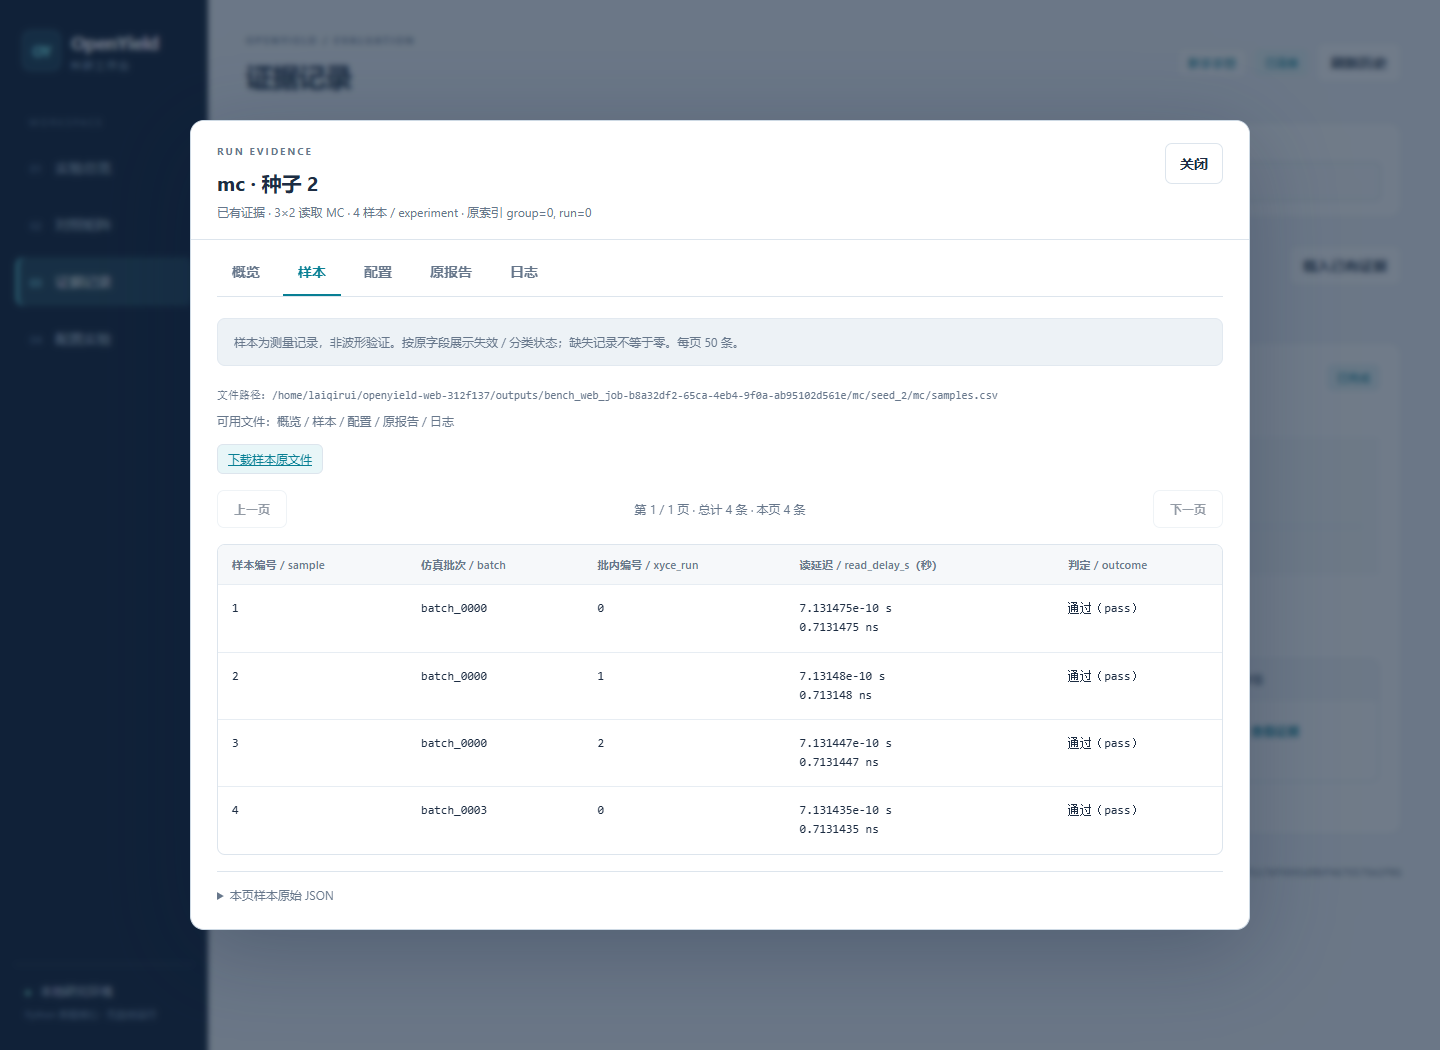 OpenYield
证据记录
RUN EVIDENCE
mc · 种子 2
已有证据 · 3×2 读取 MC · 4 样本 / experiment · 原索引 group=0, run=0
关闭
概览 样本 配置 原报告 日志
样本为测量记录，非波形验证。按原字段展示失效 / 分类状态；缺失记录不等于零。每页 50 条。
文件路径：/home/laiqirui/openyield-web-312f137/outputs/bench_web_job-b8a32df2-65ca-4eb4-9f0a-ab95102d561e/mc/seed_2/mc/samples.csv
可用文件：概览 / 样本 / 配置 / 原报告 / 日志
下载样本原文件
上一页 第 1 / 1 页 · 总计 4 条 · 本页 4 条 下一页
样本编号 / sample 仿真批次 / batch 批内编号 / xyce_run 读延迟 / read_delay_s（秒） 判定 / outcome
1 batch_0000 0 7.131475e-10 s 通过（pass）
0.7131475 ns
2 batch_0000 1 7.13148e-10 s 通过（pass）
0.713148 ns
3 batch_0000 2 7.131447e-10 s 通过（pass）
0.7131447 ns
4 batch_0003 0 7.131435e-10 s 通过（pass）
0.7131435 ns
本页样本原始 JSON